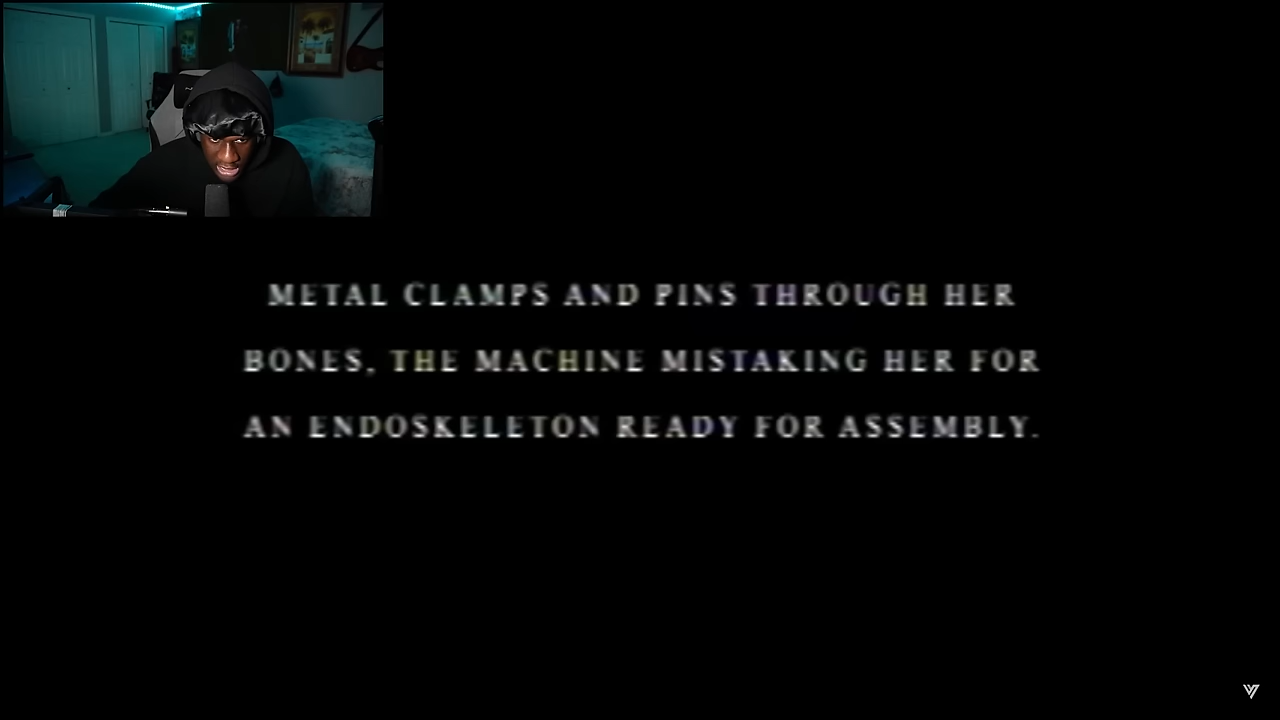 METAL CLAMPS AND PINS THROUGH HER
BONES, THE MACHINE MISTAKING HER FOR
AN ENDOSKELETON READY FOR ASSEMBLY.